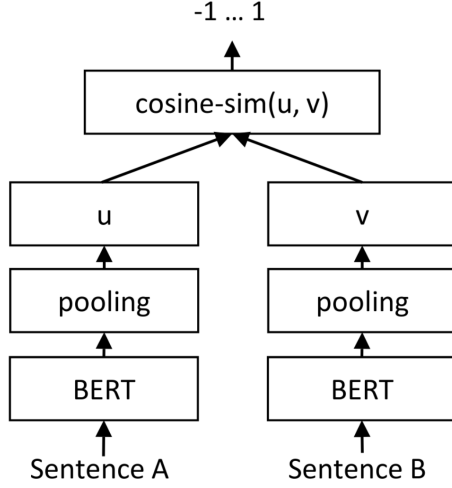 -1 … 1
cosine-sim(u, v)
u
v
pooling
pooling
BERT
BERT
Sentence A
Sentence B